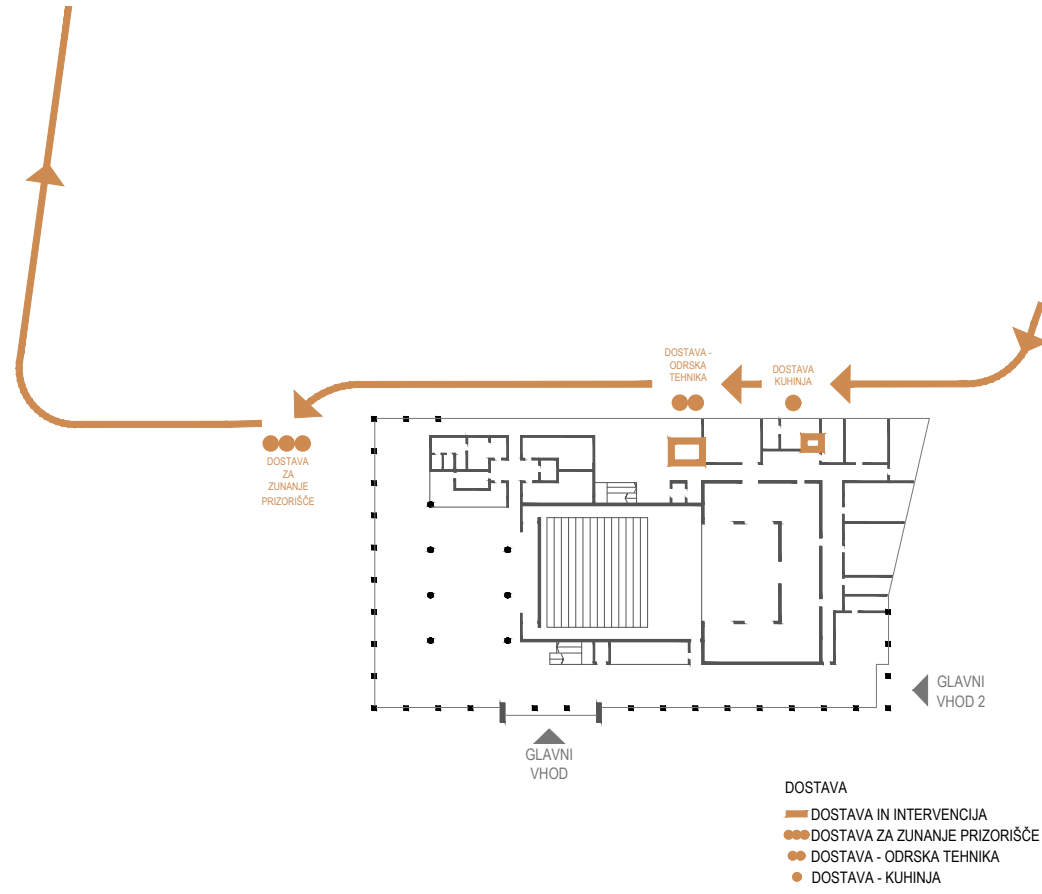 DOSTAVA -
ODRSKA
TEHNIKA
DOSTAVA
KUHINJA
DOSTAVA
ZA
ZUNANJE
PRIZORIŠČE
GLAVNI
VHOD 2
GLAVNI
VHOD
DOSTAVA
DOSTAVA IN INTERVENCIJA
DOSTAVA ZA ZUNANJE PRIZORIŠČE
DOSTAVA - ODRSKA TEHNIKA
DOSTAVA - KUHINJA